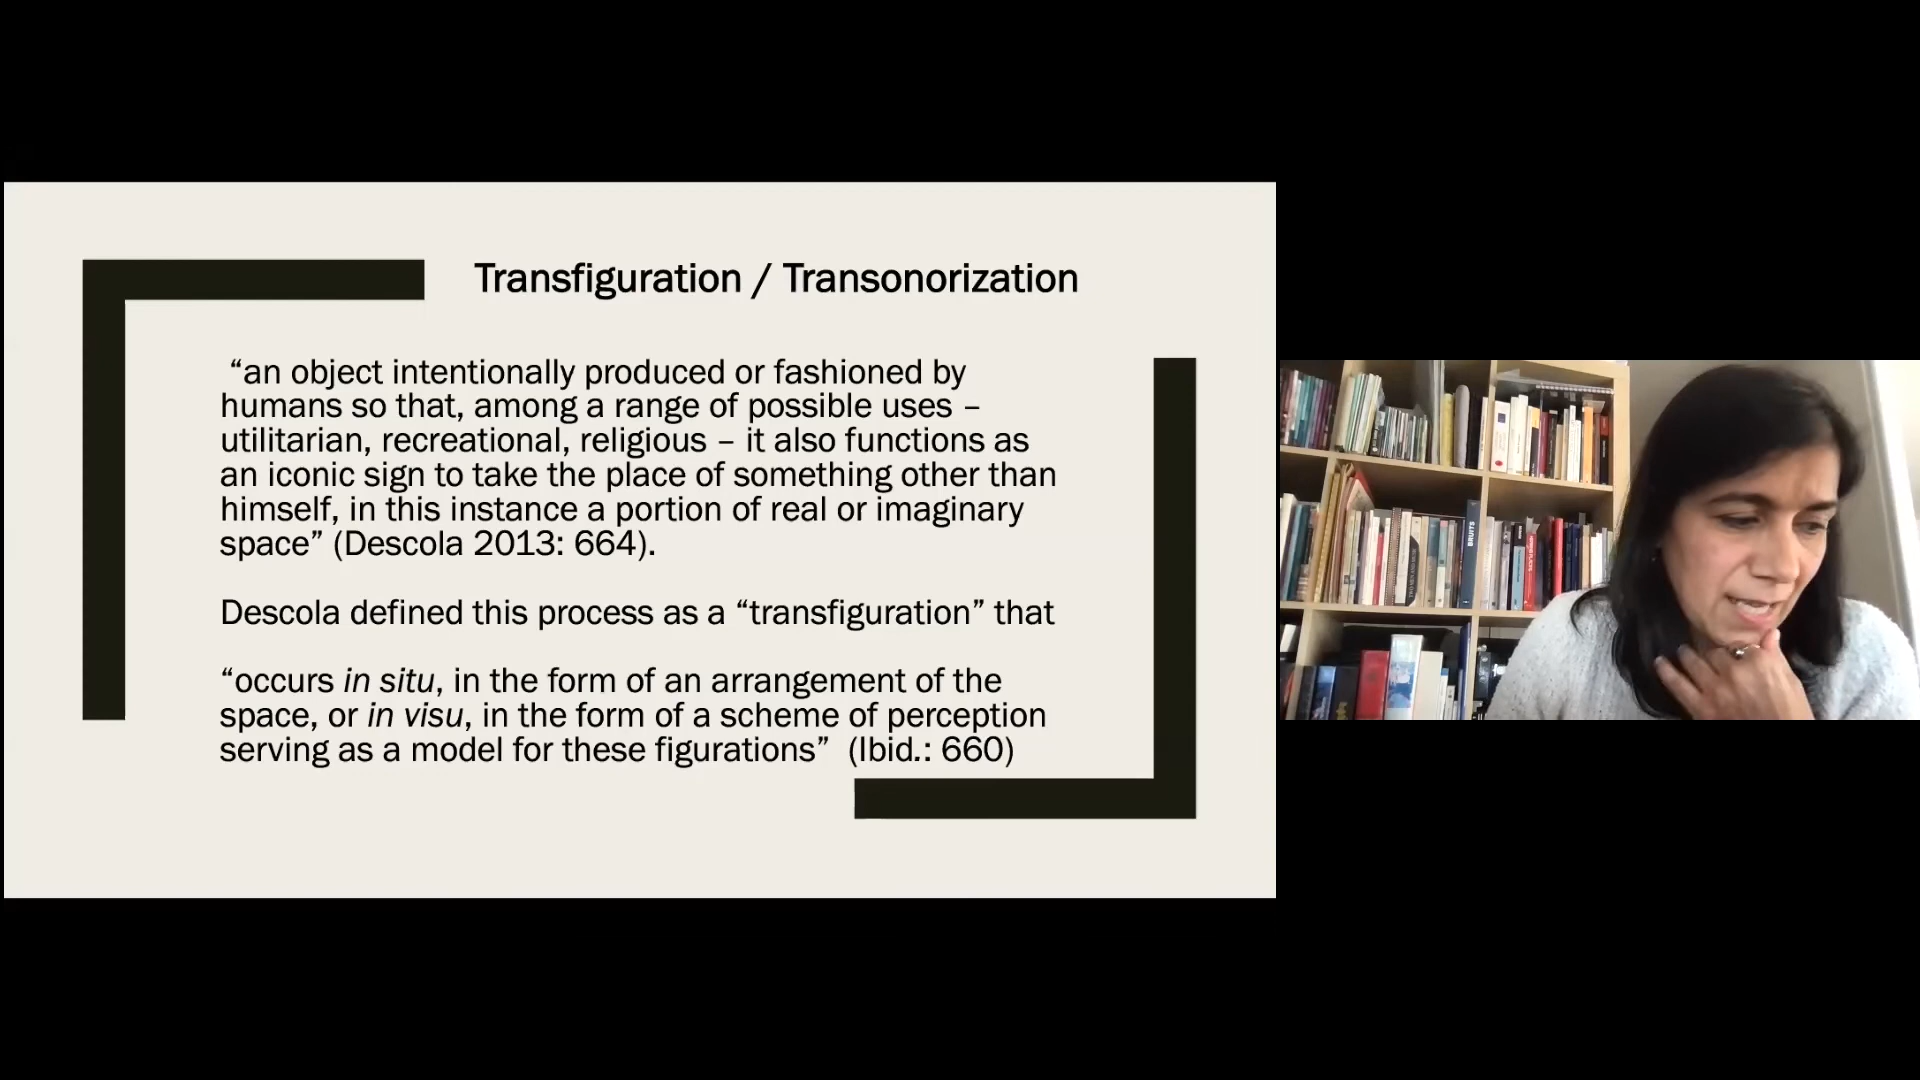 Transfiguration / Transonorization
“an object intentionally produced or fashioned by
humans so that, among a range of possible uses –
utilitarian, recreational, religious – it also functions as
an iconic sign to take the place of something other than
himself, in this instance a portion of real or imaginary
space” (Descola 2013: 664).
Descola defined this process as a “transfiguration” that
“occurs in situ, in the form of an arrangement of the
space, or in visu, in the form of a scheme of perception
serving as a model for these figurations” (Ibid.: 660)
BRUITS